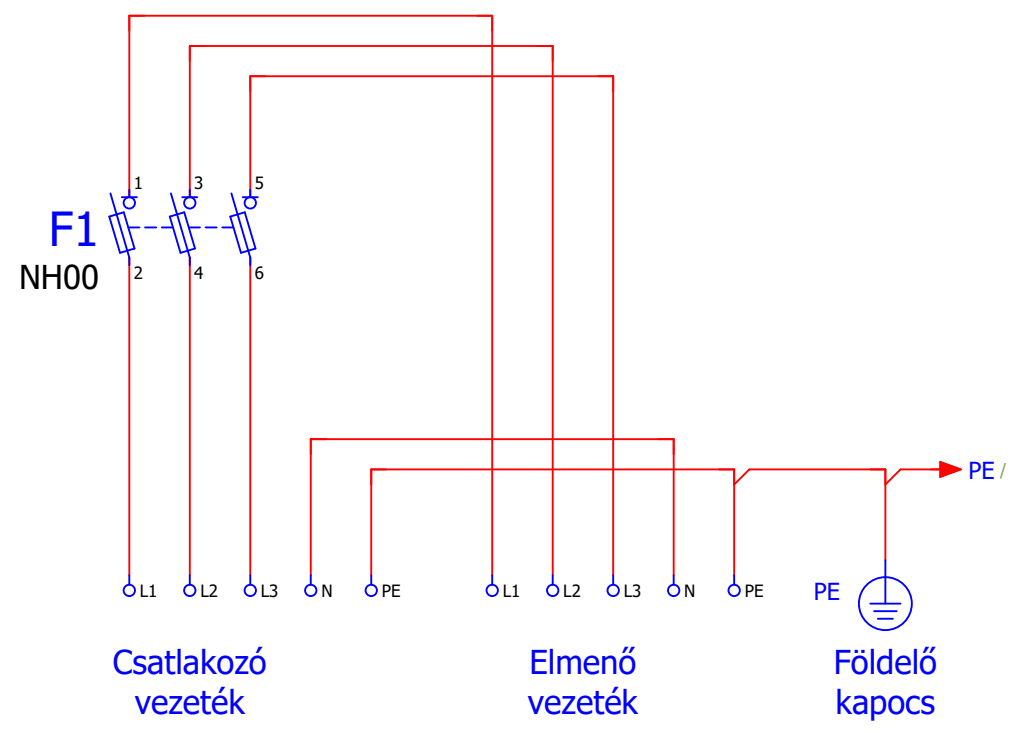 1 3 5
F1
NH00
2 4 6
PE /
L1 L2 L3 N PE L1 L2 L3 N PE PE
Csatlakozó
vezeték
Elmenő
vezeték
Földelő
kapocs